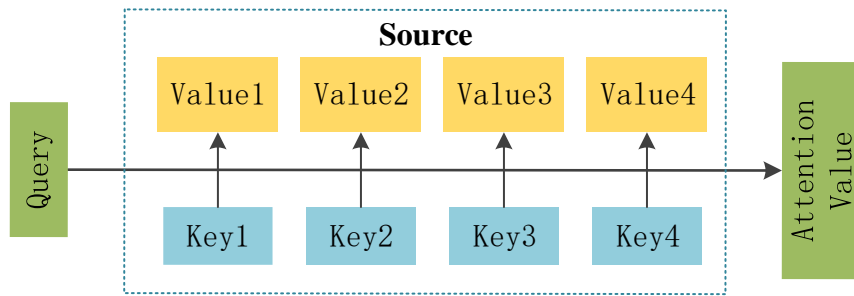 Source
Value1 Value2 Value3 Value4
Query
Attention
Value
Key1 Key2 Key3 Key4